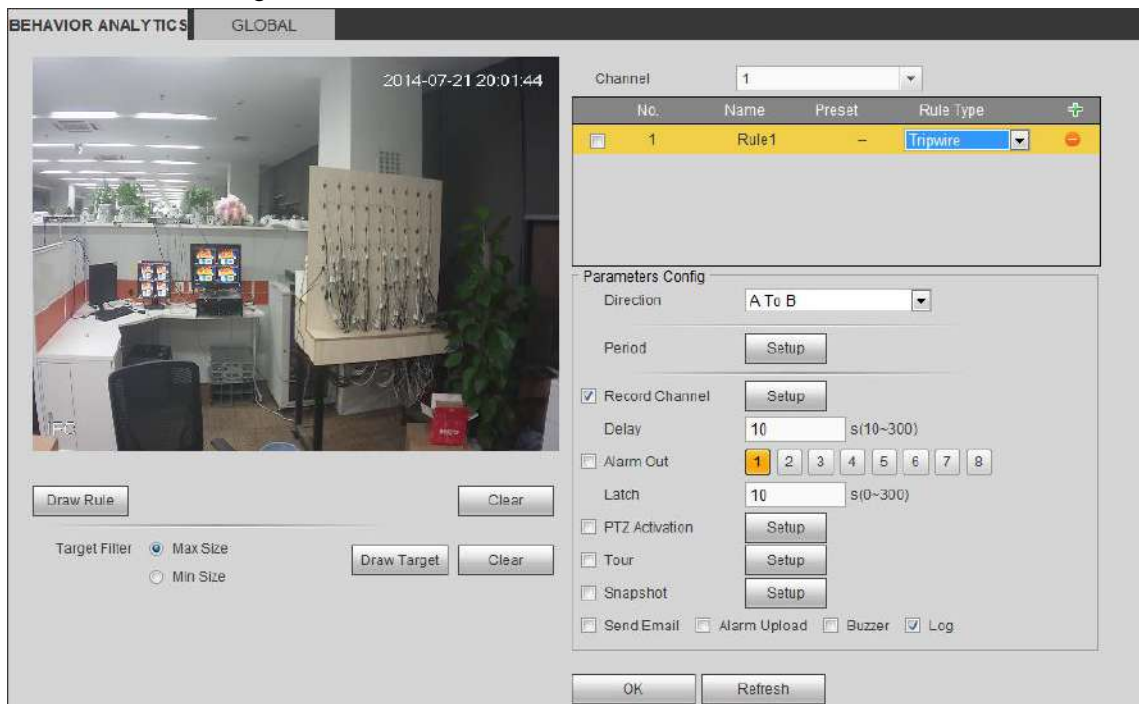 BEHAVIOR ANALYTICS GLOBAL
2014-07-21 20:01:44
IPC
Draw Rule Clear
Target Filter Max Size
Min Size
Draw Target Clear
Channel 1
No. Name Preset Rule Type
1 Rule1 – Tripwire
Parameters Config
Direction A To B
Period Setup
Record Channel Setup
Delay 10 s(10~300)
Alarm Out 1 2 3 4 5 6 7 8
Latch 10 s(0~300)
PTZ Activation Setup
Tour Setup
Snapshot Setup
Send Email Alarm Upload Buzzer Log
OK Refresh